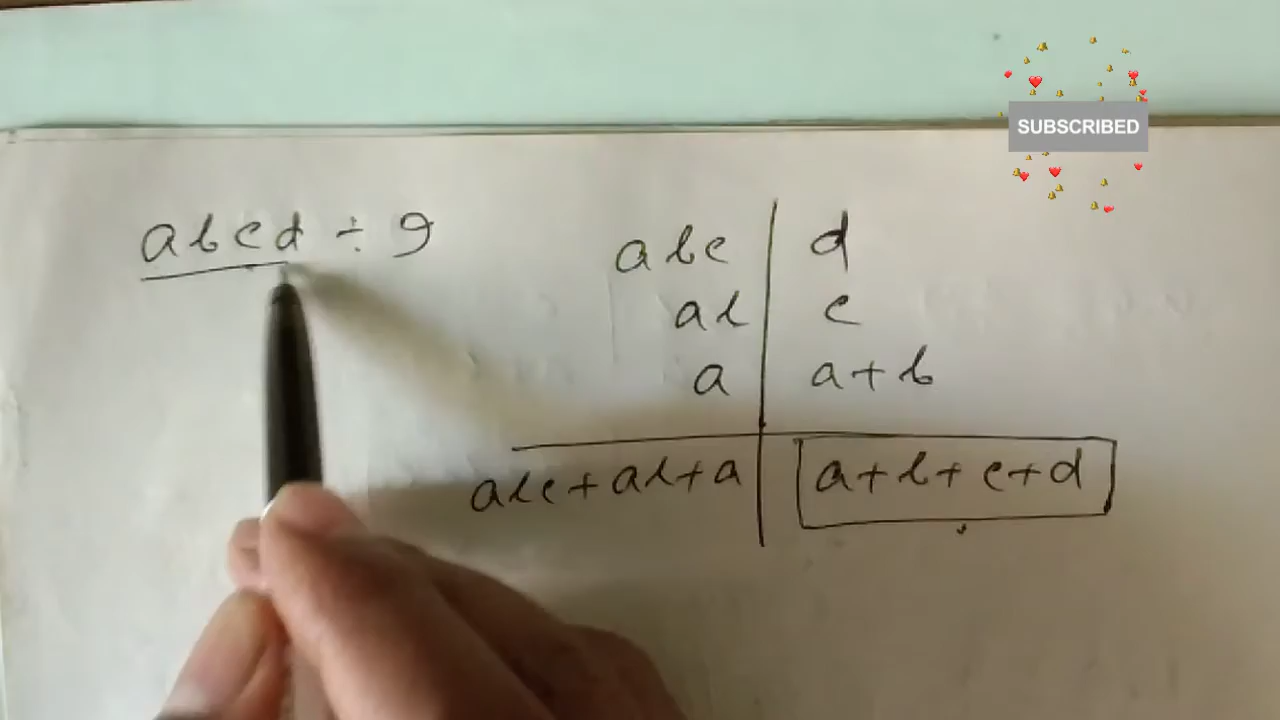 SUBSCRIBED
abcd ÷ 9
abc | d
ab | c
a | a+b
abc+ab+a | a+b+c+d